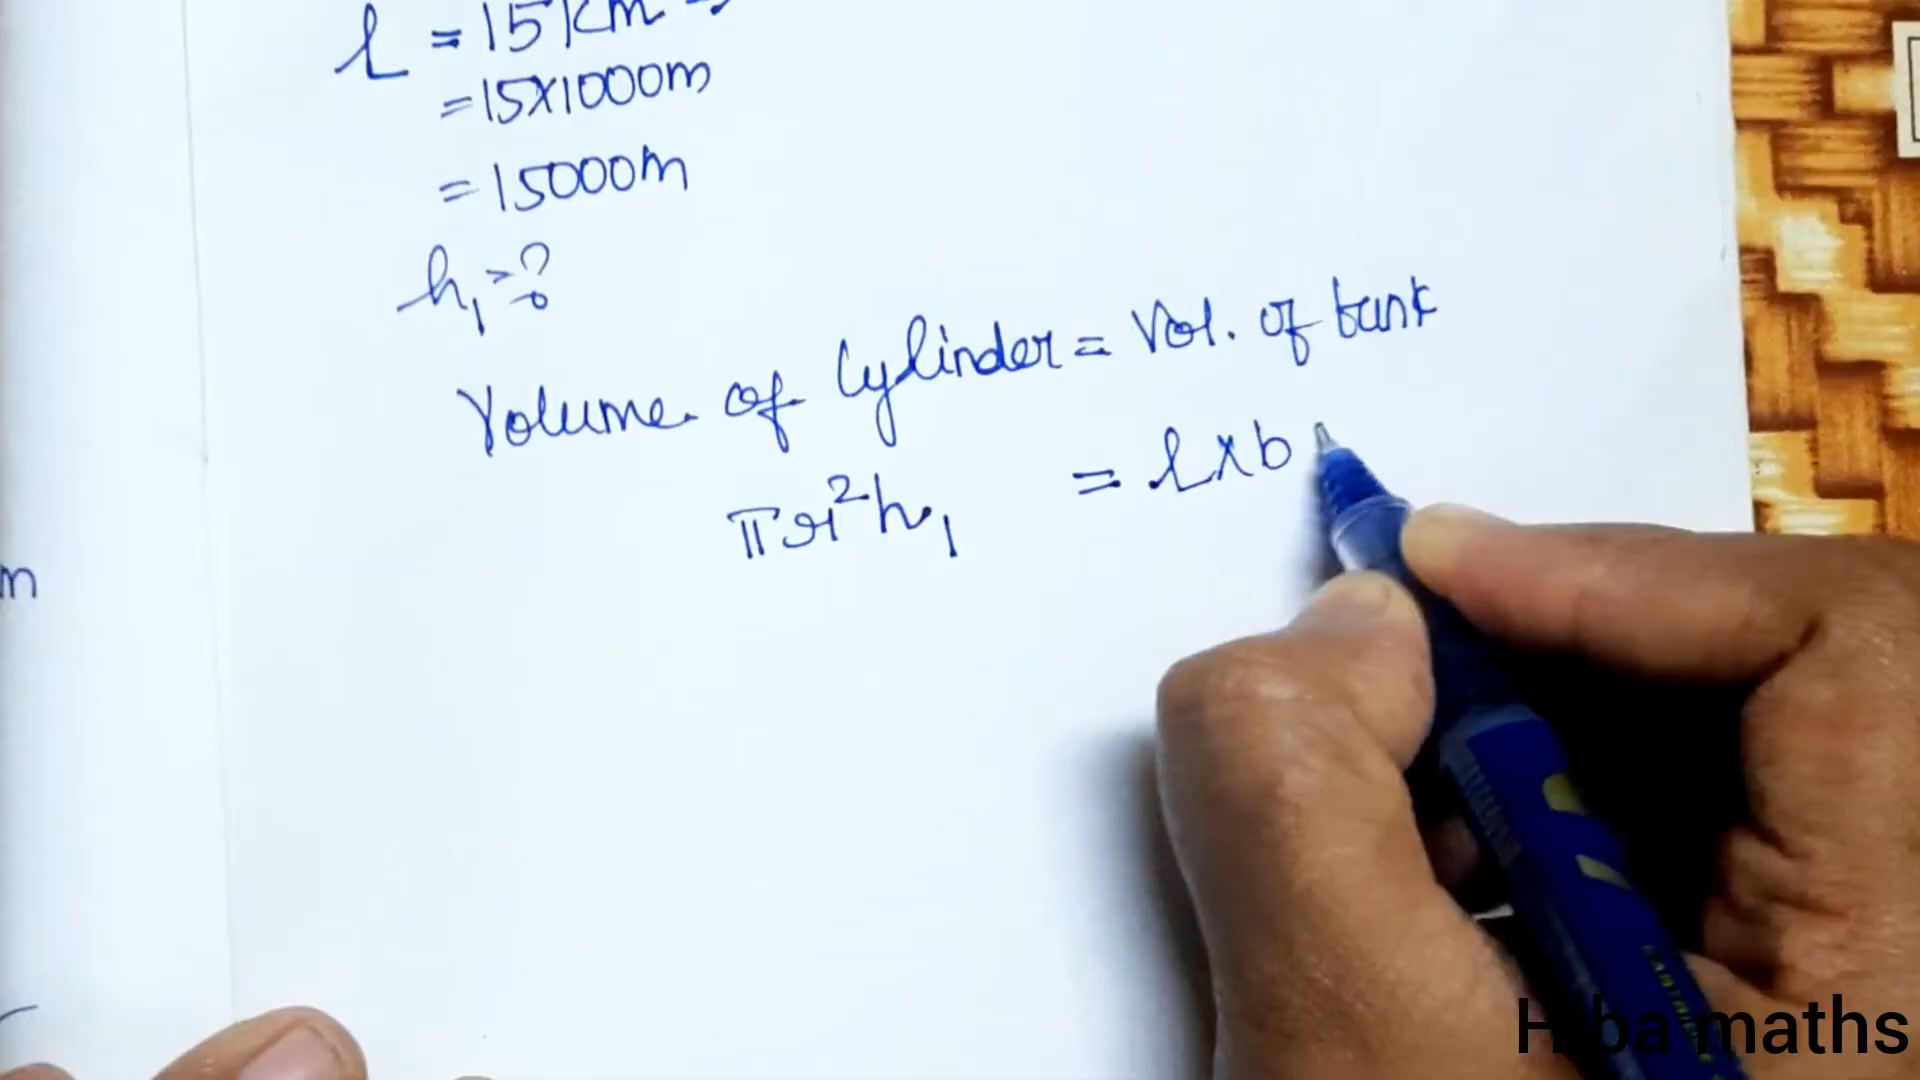 l = 15 km
= 15×1000m
= 15000m
h₁ = ?
Volume of Cylinder = Vol. of tank
πr²h₁ = l×b
m
Hiba maths